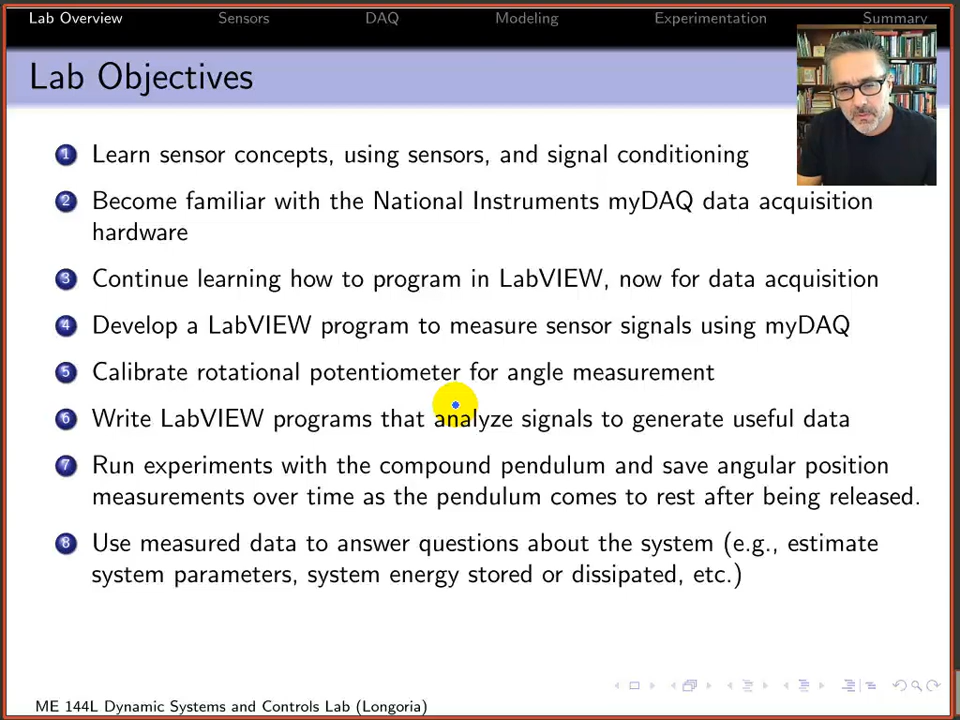 Lab Overview Sensors DAQ Modeling Experimentation Summary
Lab Objectives
1 Learn sensor concepts, using sensors, and signal conditioning
2 Become familiar with the National Instruments myDAQ data acquisition
hardware
3 Continue learning how to program in LabVIEW, now for data acquisition
4 Develop a LabVIEW program to measure sensor signals using myDAQ
5 Calibrate rotational potentiometer for angle measurement
6 Write LabVIEW programs that analyze signals to generate useful data
7 Run experiments with the compound pendulum and save angular position
measurements over time as the pendulum comes to rest after being released.
8 Use measured data to answer questions about the system (e.g., estimate
system parameters, system energy stored or dissipated, etc.)
ME 144L Dynamic Systems and Controls Lab (Longoria)